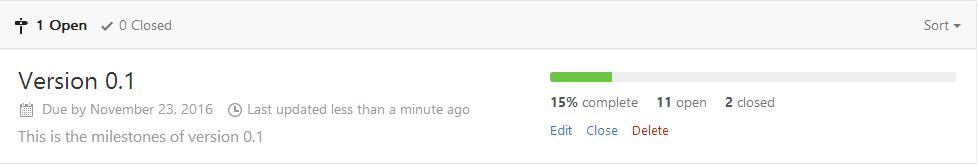 1 Open 0 Closed Sort
Version 0.1
Due by November 23, 2016 Last updated less than a minute ago
This is the milestones of version 0.1
15% complete 11 open 2 closed
Edit Close Delete